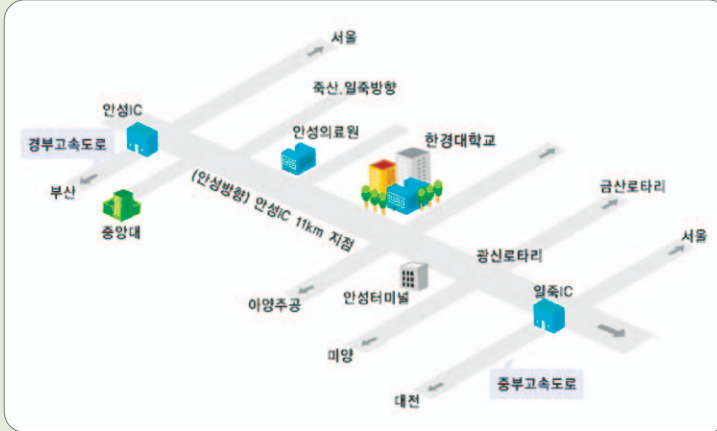 서울
죽산.일죽방향
안성IC
안성의료원
한경대학교
경부고속도로
부산
중앙대
(안성방향) 안성IC 11km 지점
금산로타리
서울
광신로타리
이양주공
안성터미널
일죽IC
미양
대전
중부고속도로